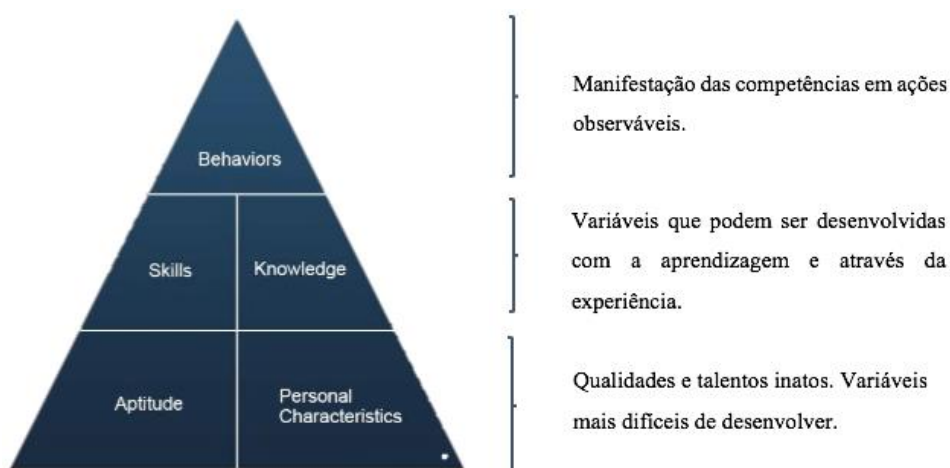 Behaviors
Manifestação das competências em ações
observáveis.
Skills
Knowledge
Variáveis que podem ser desenvolvidas
com a aprendizagem e através da
experiência.
Aptitude
Personal
Characteristics
Qualidades e talentos inatos. Variáveis
mais difíceis de desenvolver.